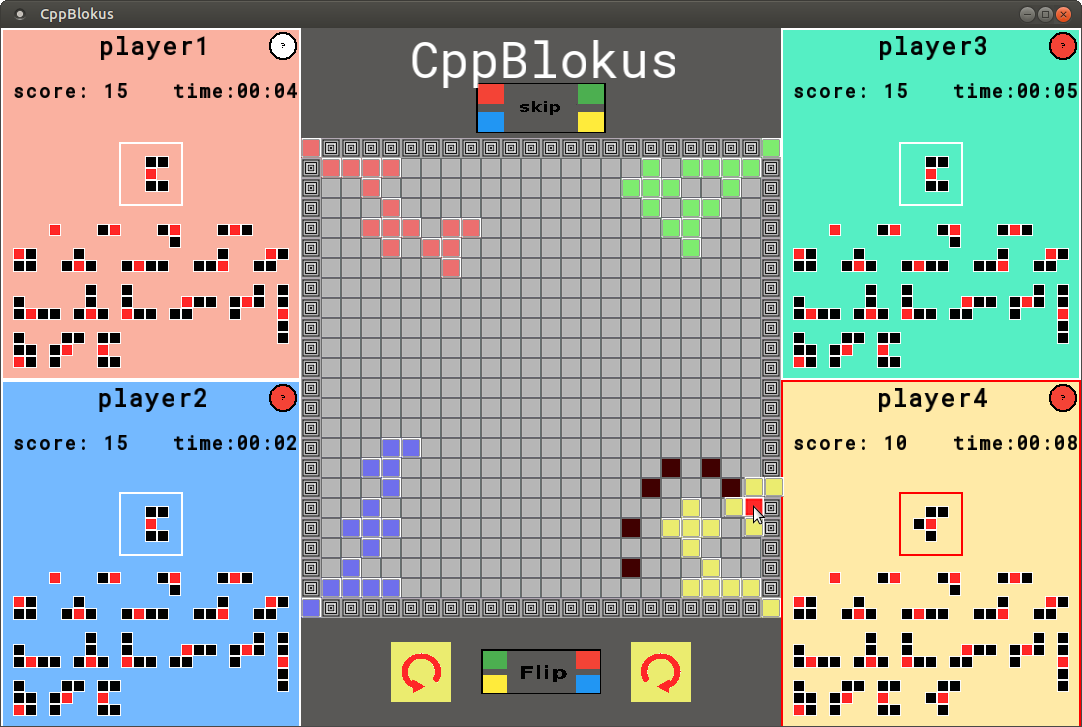 CppBlokus
player1
?
score: 15 time:00:04
CppBlokus
skip
player3
?
score: 15 time:00:05
player2
?
score: 15 time:00:02
player4
?
score: 10 time:00:08
Flip